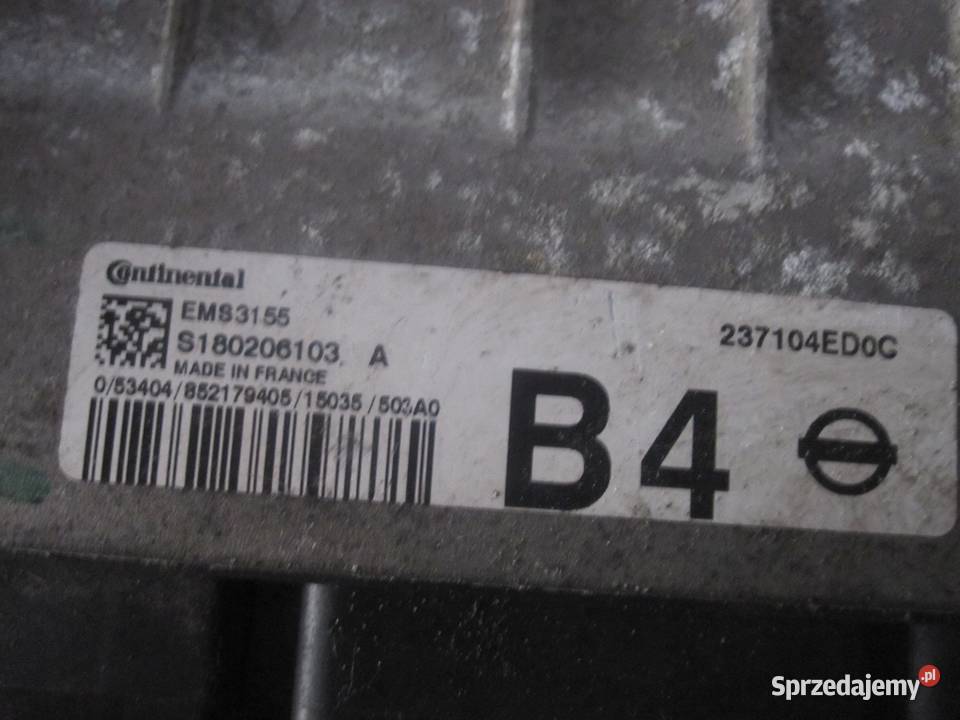 Continental
EMS3155
S180206103 A
MADE IN FRANCE
0/53404/852179405/15035/503A0
237104ED0C
B4
Sprzedajemy.pl